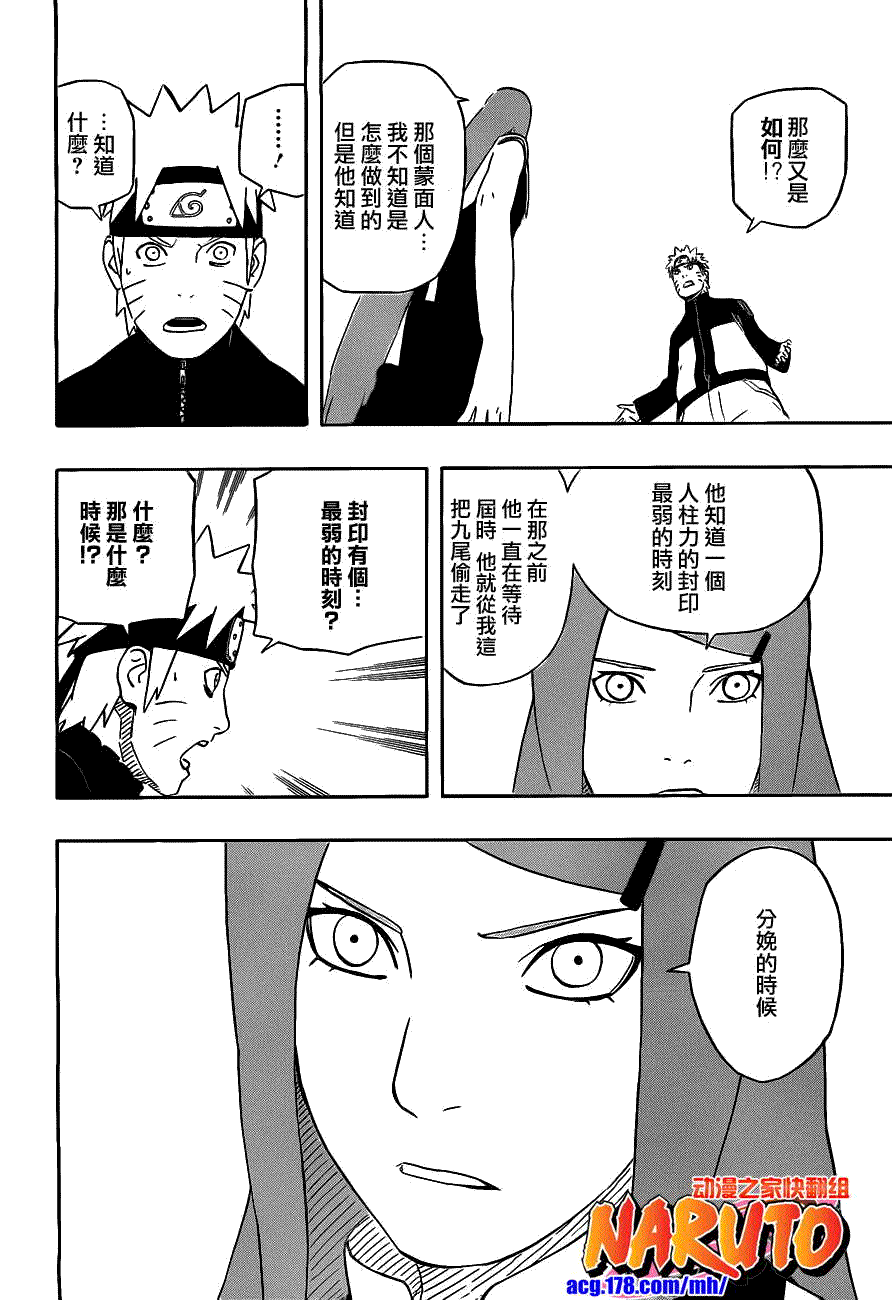 那麼又是
如何!?
那個蒙面人…
我不知道是
怎麼做到的
但是他知道
……!
…知道
什麼?
他知道一個
人柱力的封印
最弱的時刻
在那之前
他一直在等待
屆時 他就從我這
把九尾偷走了
封印有個…
最弱的時刻?
什麼?
那是什麼
時候!?
分娩的時候
动漫之家快翻组
NARUTO
acg.178.com/mh/